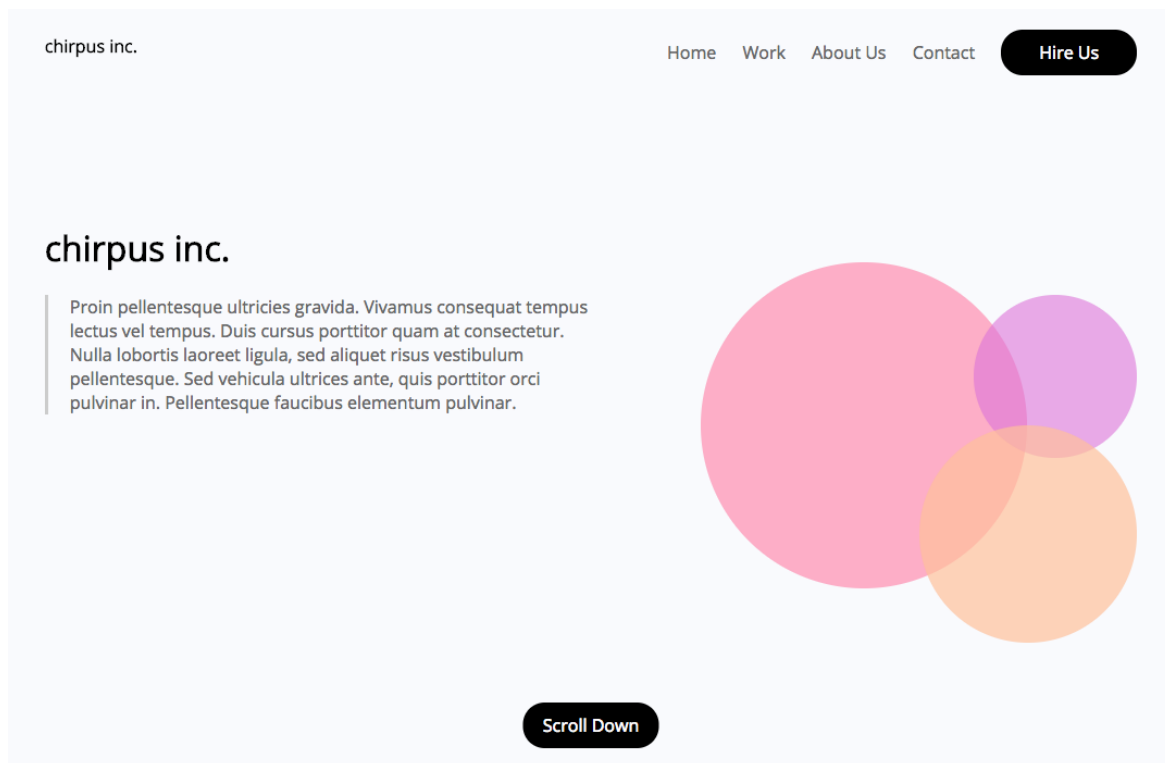 chirpus inc.
Home Work About Us Contact Hire Us
chirpus inc.
Proin pellentesque ultricies gravida. Vivamus consequat tempus
lectus vel tempus. Duis cursus porttitor quam at consectetur.
Nulla lobortis laoreet ligula, sed aliquet risus vestibulum
pellentesque. Sed vehicula ultrices ante, quis porttitor orci
pulvinar in. Pellentesque faucibus elementum pulvinar.
Scroll Down